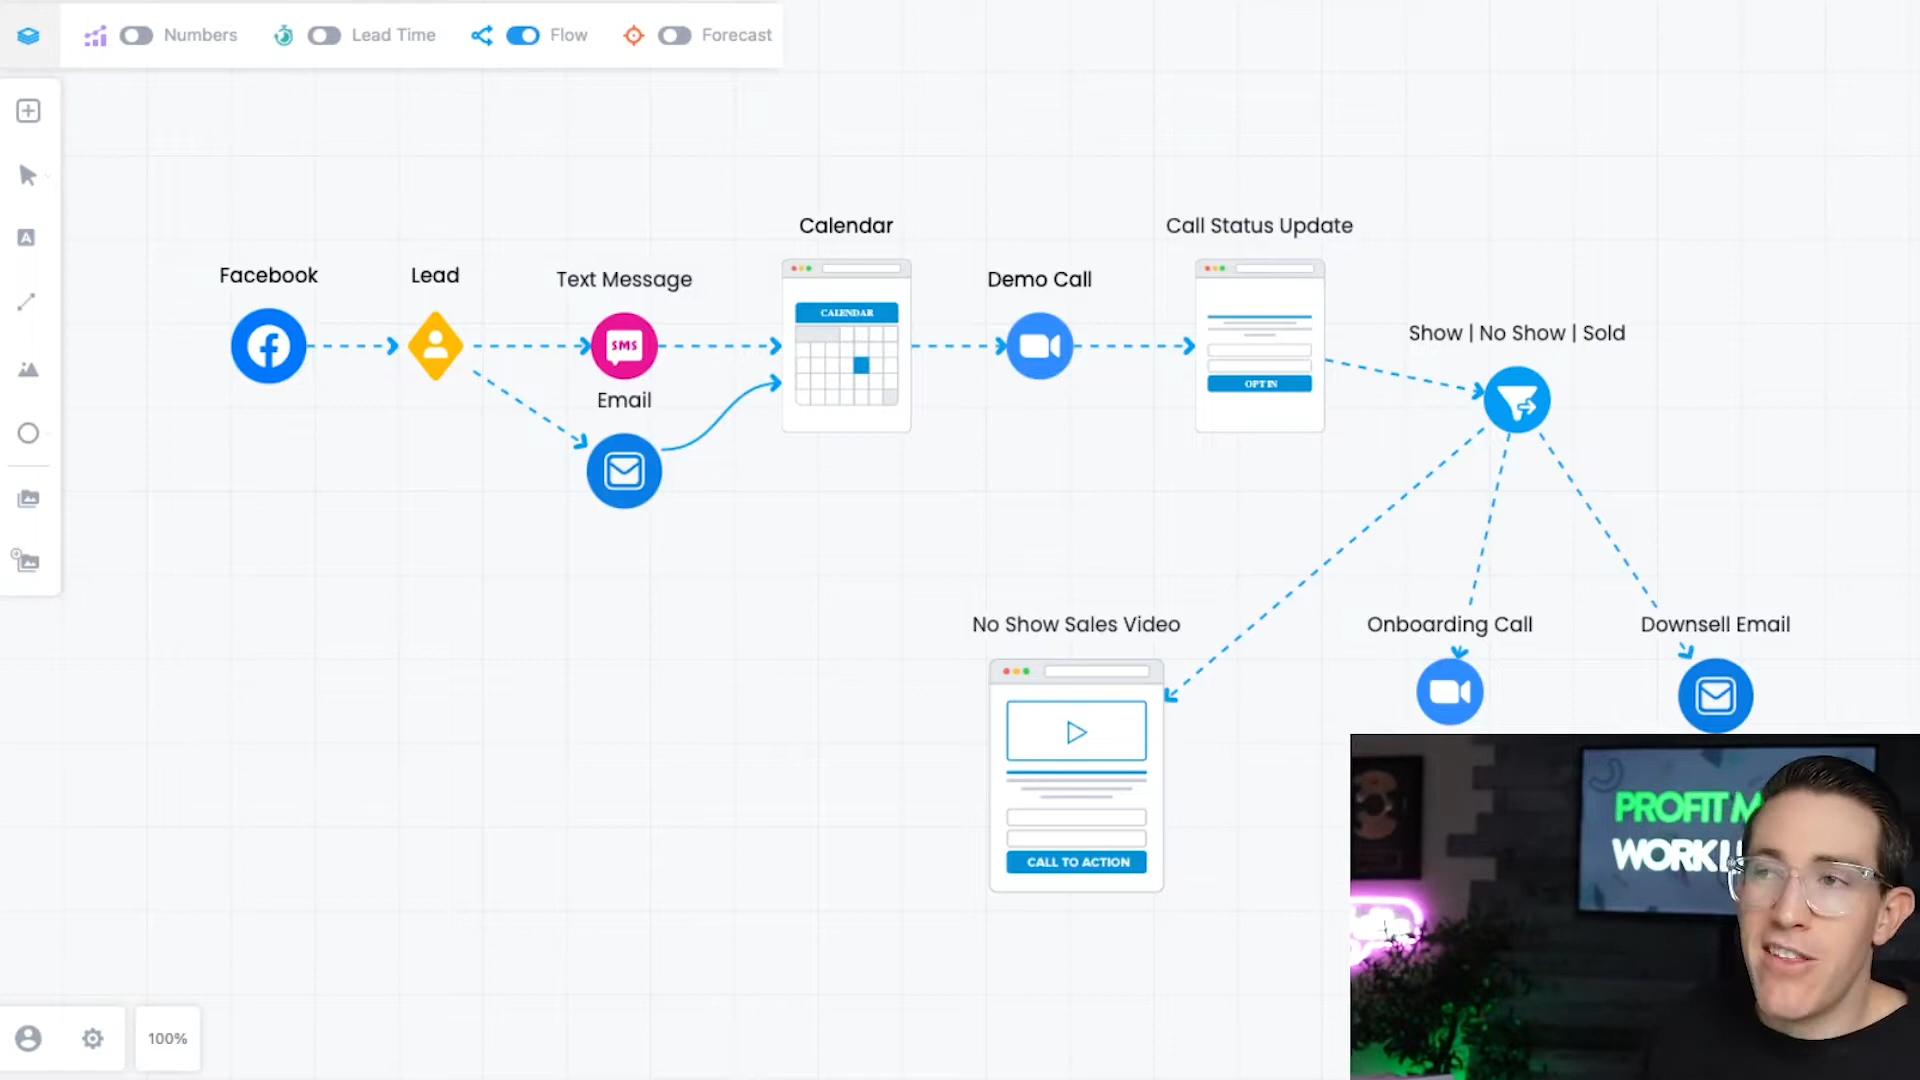 Numbers
Lead Time
Flow
Forecast
Calendar
Call Status Update
Facebook
Lead
Text Message
Demo Call
CALENDAR
SMS
Show | No Show | Sold
OPT IN
Email
No Show Sales Video
Onboarding Call
Downsell Email
CALL TO ACTION
PROFIT
WORK
100%